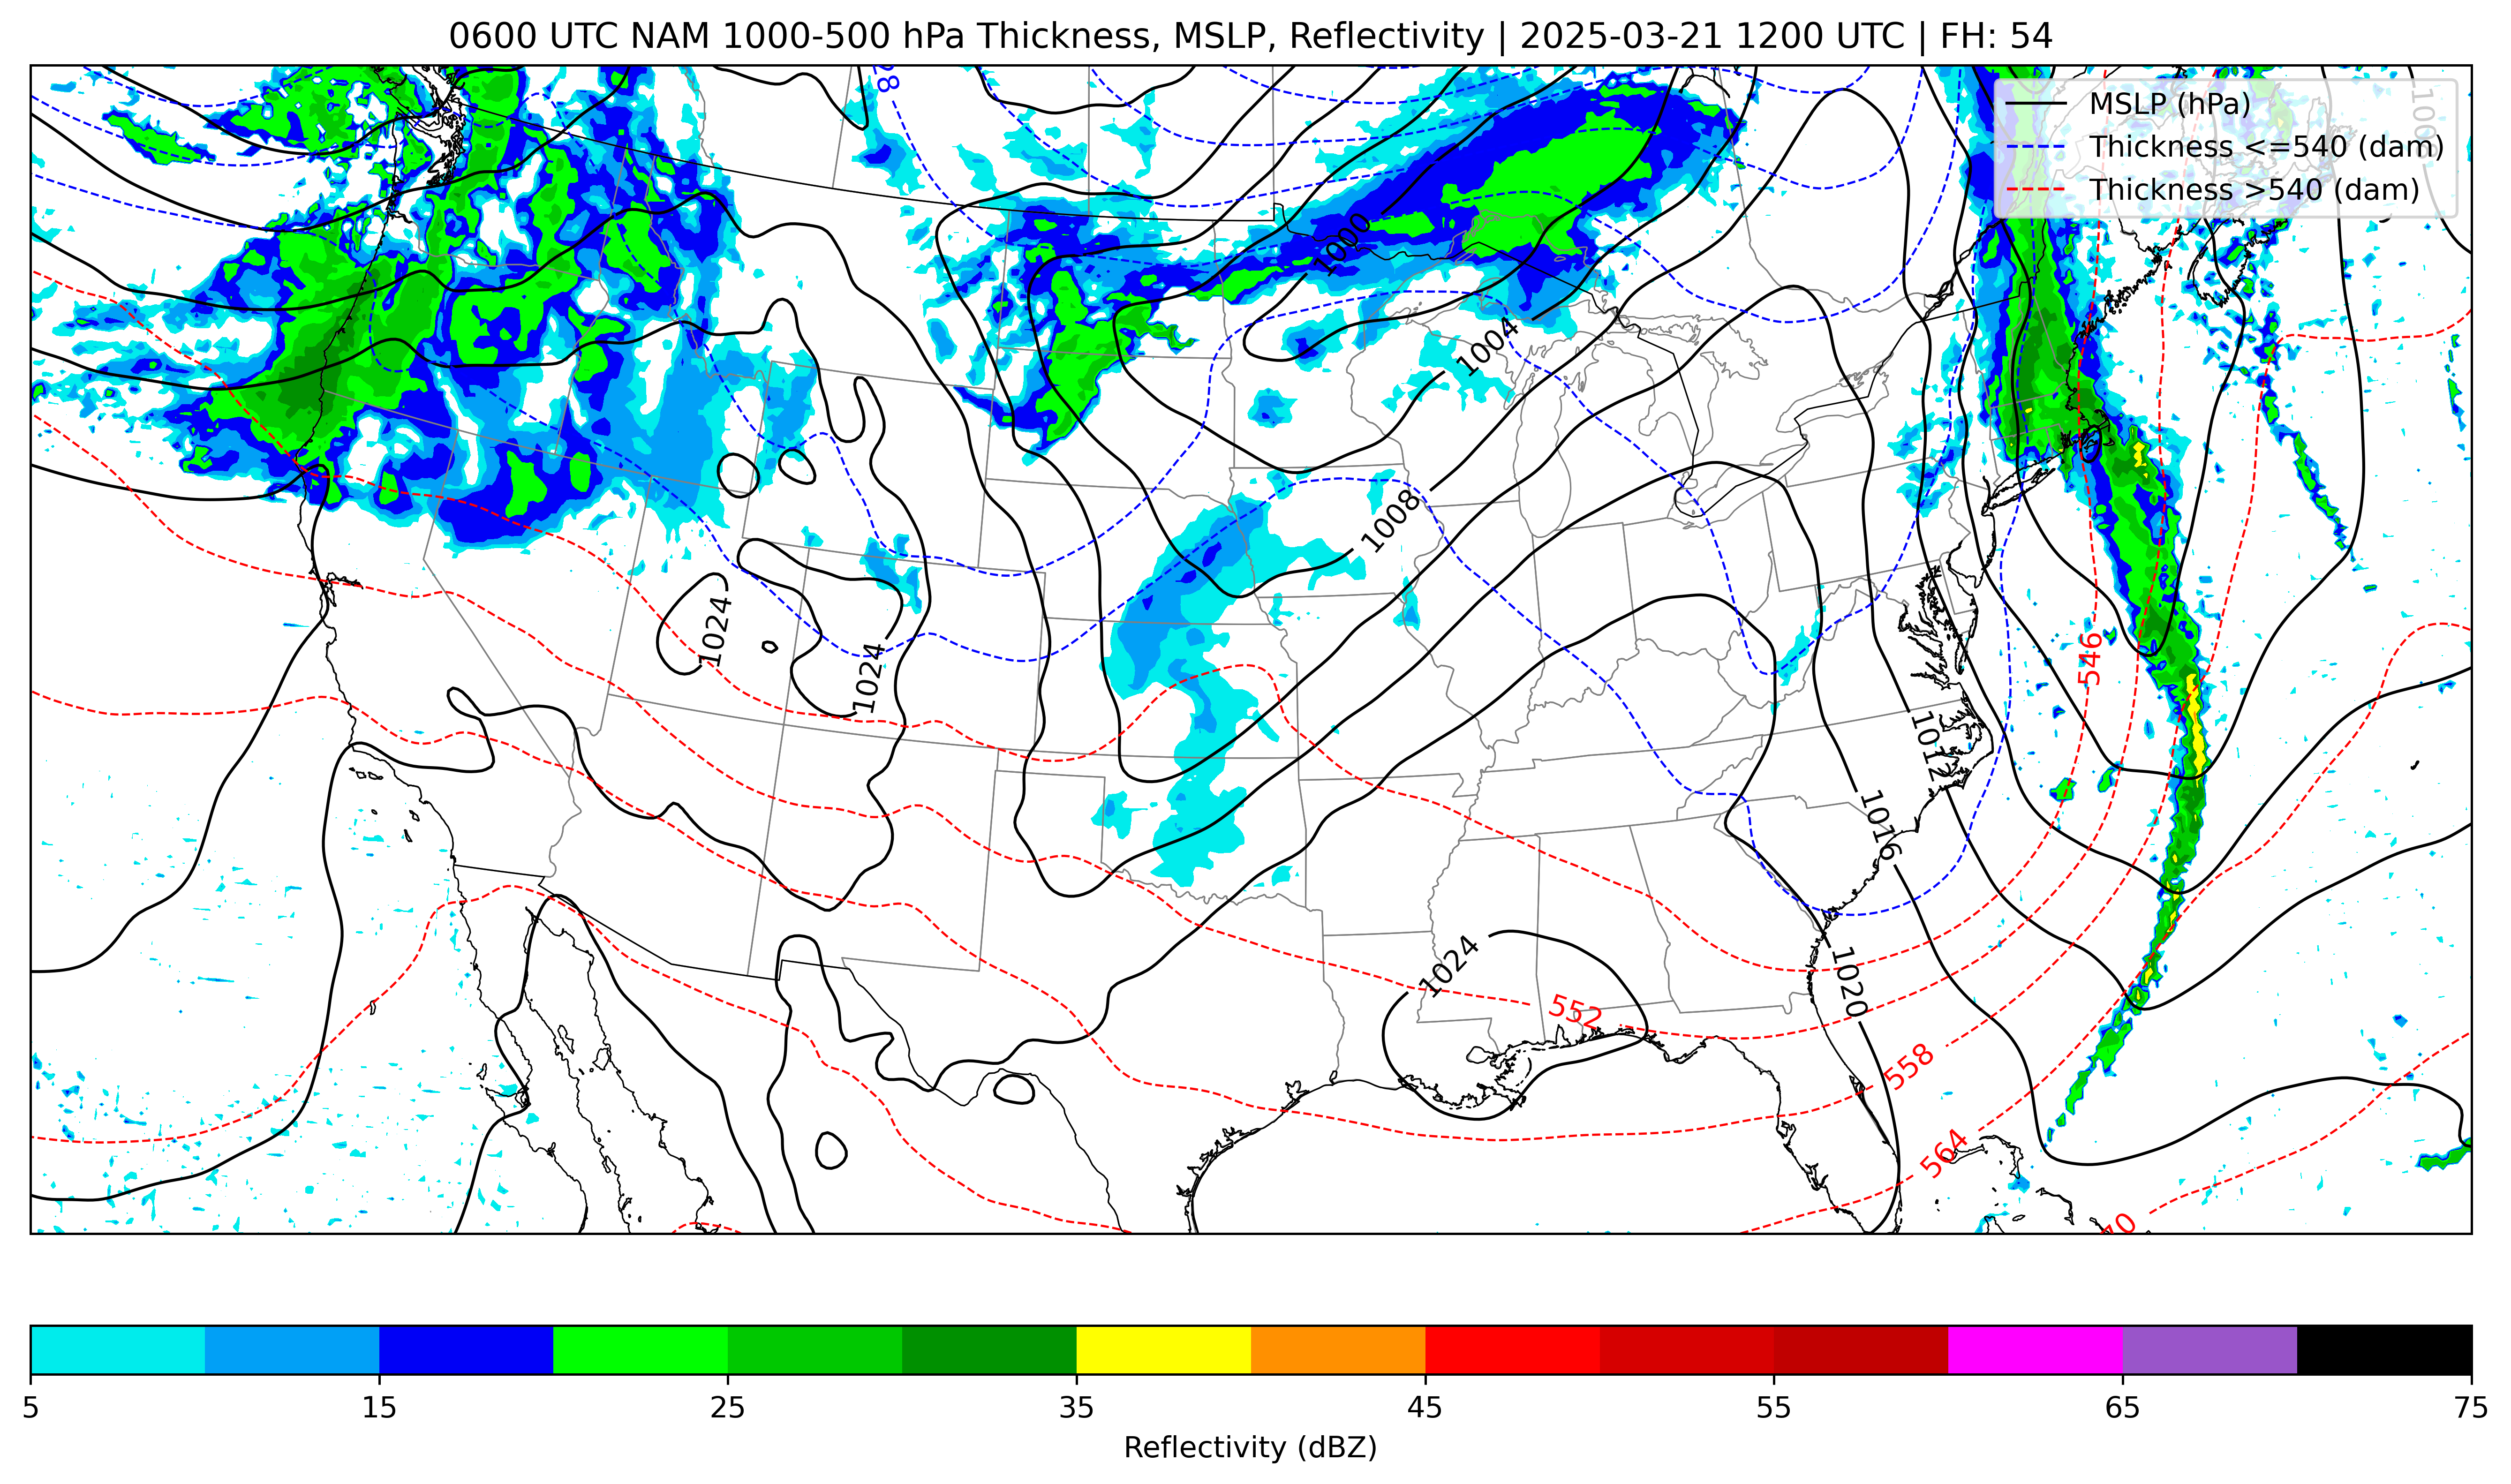 0600 UTC NAM 1000-500 hPa Thickness, MSLP, Reflectivity | 2025-03-21 1200 UTC | FH: 54
MSLP (hPa)
Thickness <=540 (dam)
Thickness >540 (dam)
1000
1004
1008
1024
1024
546
1012
1016
1020
1024
552
558
564
5 15 25 35 45 55 65 75
Reflectivity (dBZ)